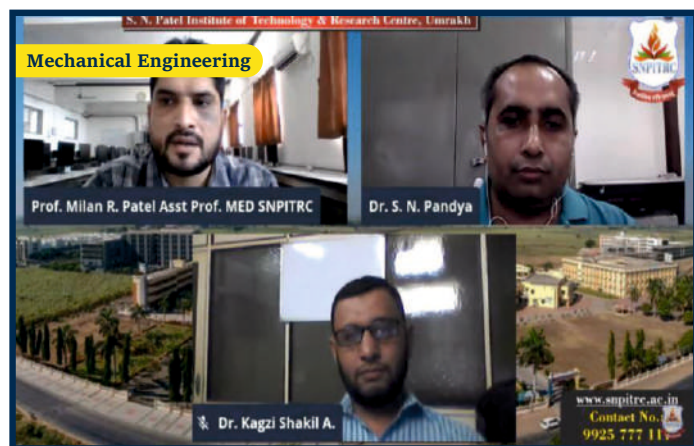 S. N. Patel Institute of Technology & Research Centre, Umrakh
Mechanical Engineering
SNPITRC
Prof. Milan R. Patel Asst Prof. MED SNPITRC
Dr. S. N. Pandya
Dr. Kagzi Shakil A.
www.snpitrc.ac.in
Contact No.:
9925 777 11